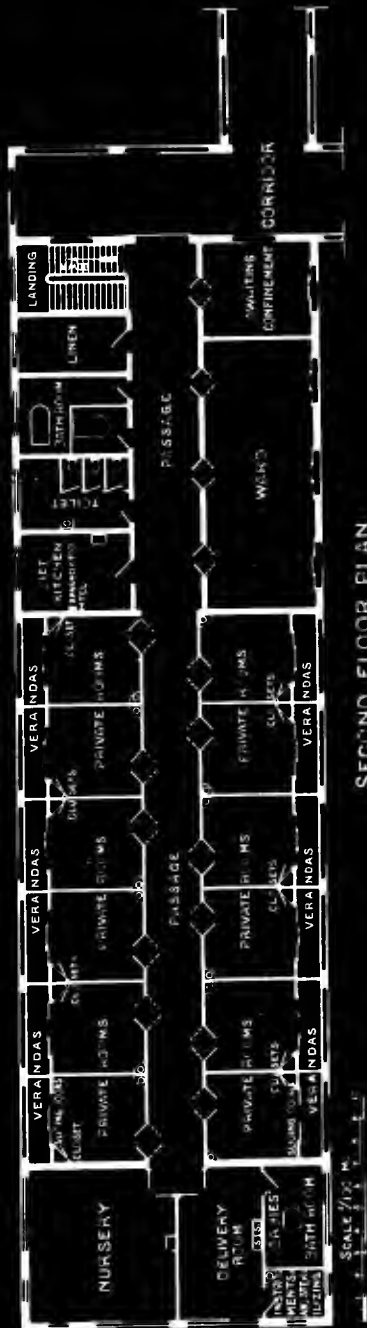 LANDING
LINEN
BATH ROOM
TOILET
KITCHEN
CORRIDOR
AWAITING
CONFINEMENT
WARD
PASSAGE
VERANDAS
VERANDAS
VERANDAS
PRIVATE ROOMS
PRIVATE ROOMS
PRIVATE ROOMS
CLOSETS
CLOSETS
CLOSET
PASSAGE
PRIVATE ROOMS
PRIVATE ROOMS
PRIVATE ROOMS
CLOSETS
CLOSETS
CLOSETS
VERANDAS
VERANDAS
VERANDAS
NURSERY
DELIVERY
ROOM
BABIES
BATH ROOM
SECOND FLOOR PLAN
SCALE